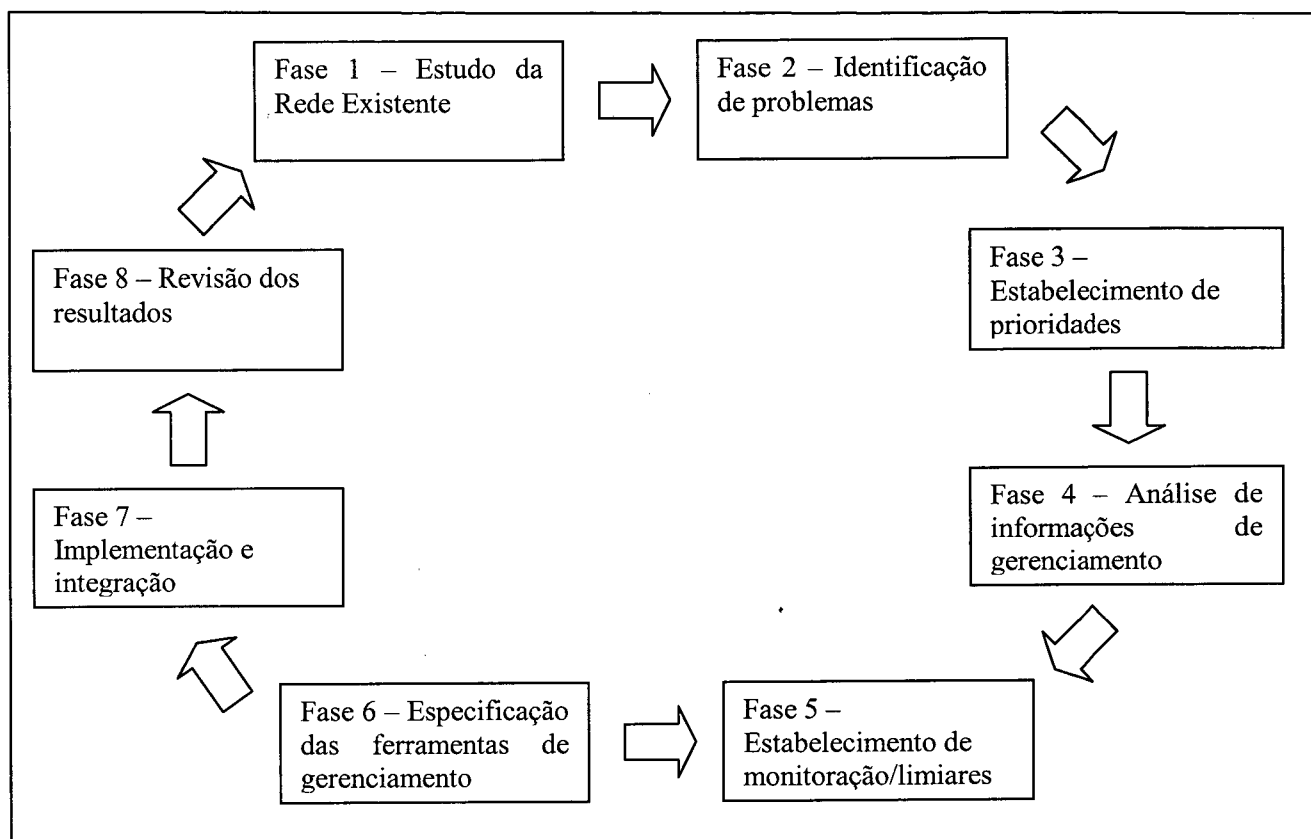 Fase 1 – Estudo da
Rede Existente
Fase 2 – Identificação
de problemas
Fase 3 –
Estabelecimento de
prioridades
Fase 4 – Análise de
informações de
gerenciamento
Fase 5 –
Estabelecimento de
monitoração/limiares
Fase 6 – Especificação
das ferramentas de
gerenciamento
Fase 7 –
Implementação e
integração
Fase 8 – Revisão dos
resultados